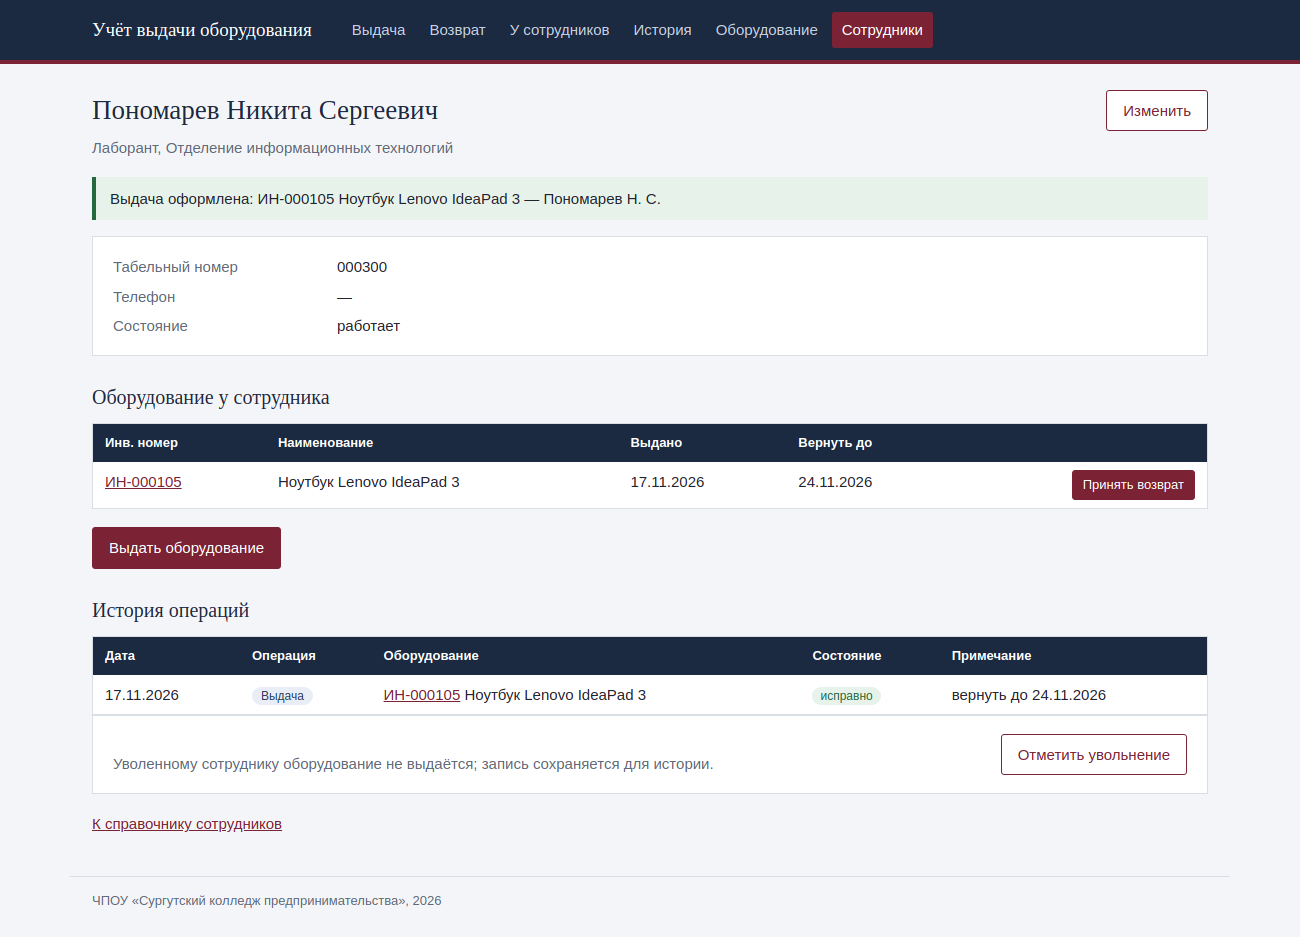 Учёт выдачи оборудования Выдача Возврат У сотрудников История Оборудование Сотрудники
Пономарев Никита Сергеевич Изменить
Лаборант, Отделение информационных технологий
Выдача оформлена: ИН-000105 Ноутбук Lenovo IdeaPad 3 — Пономарев Н. С.
Табельный номер 000300
Телефон —
Состояние работает
Оборудование у сотрудника
Инв. номер Наименование Выдано Вернуть до
ИН-000105 Ноутбук Lenovo IdeaPad 3 17.11.2026 24.11.2026 Принять возврат
Выдать оборудование
История операций
Дата Операция Оборудование Состояние Примечание
17.11.2026 Выдача ИН-000105 Ноутбук Lenovo IdeaPad 3 исправно вернуть до 24.11.2026
Уволенному сотруднику оборудование не выдаётся; запись сохраняется для истории. Отметить увольнение
К справочнику сотрудников
ЧПОУ «Сургутский колледж предпринимательства», 2026